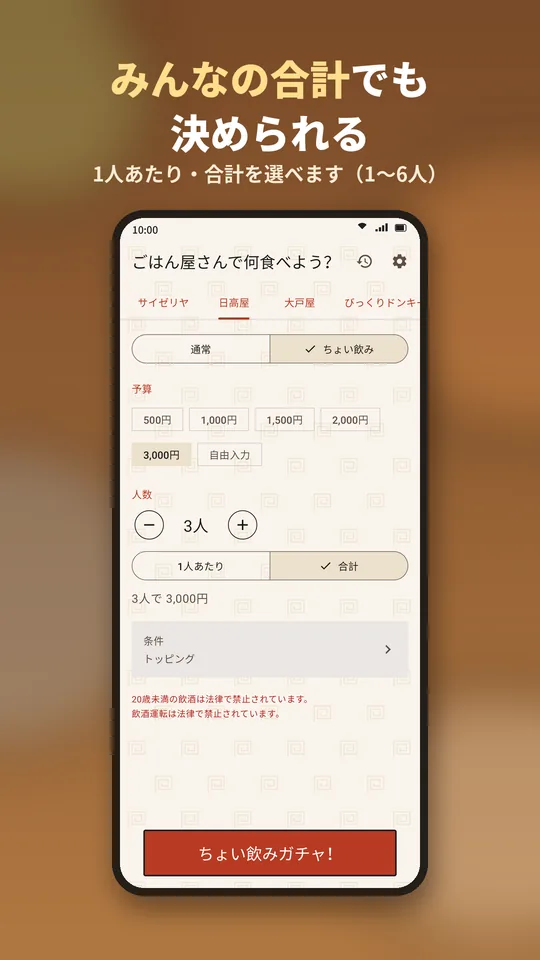 みんなの合計でも
決められる
1人あたり・合計を選べます（1〜6人）
10:00
ごはん屋さんで何食べよう？
サイゼリヤ 日高屋 大戸屋 びっくりドンキー
通常 ちょい飲み
予算
500円 1,000円 1,500円 2,000円
3,000円 自由入力
人数
3人
1人あたり 合計
3人で 3,000円
条件
トッピング
20歳未満の飲酒は法律で禁止されています。
飲酒運転は法律で禁止されています。
ちょい飲みガチャ！